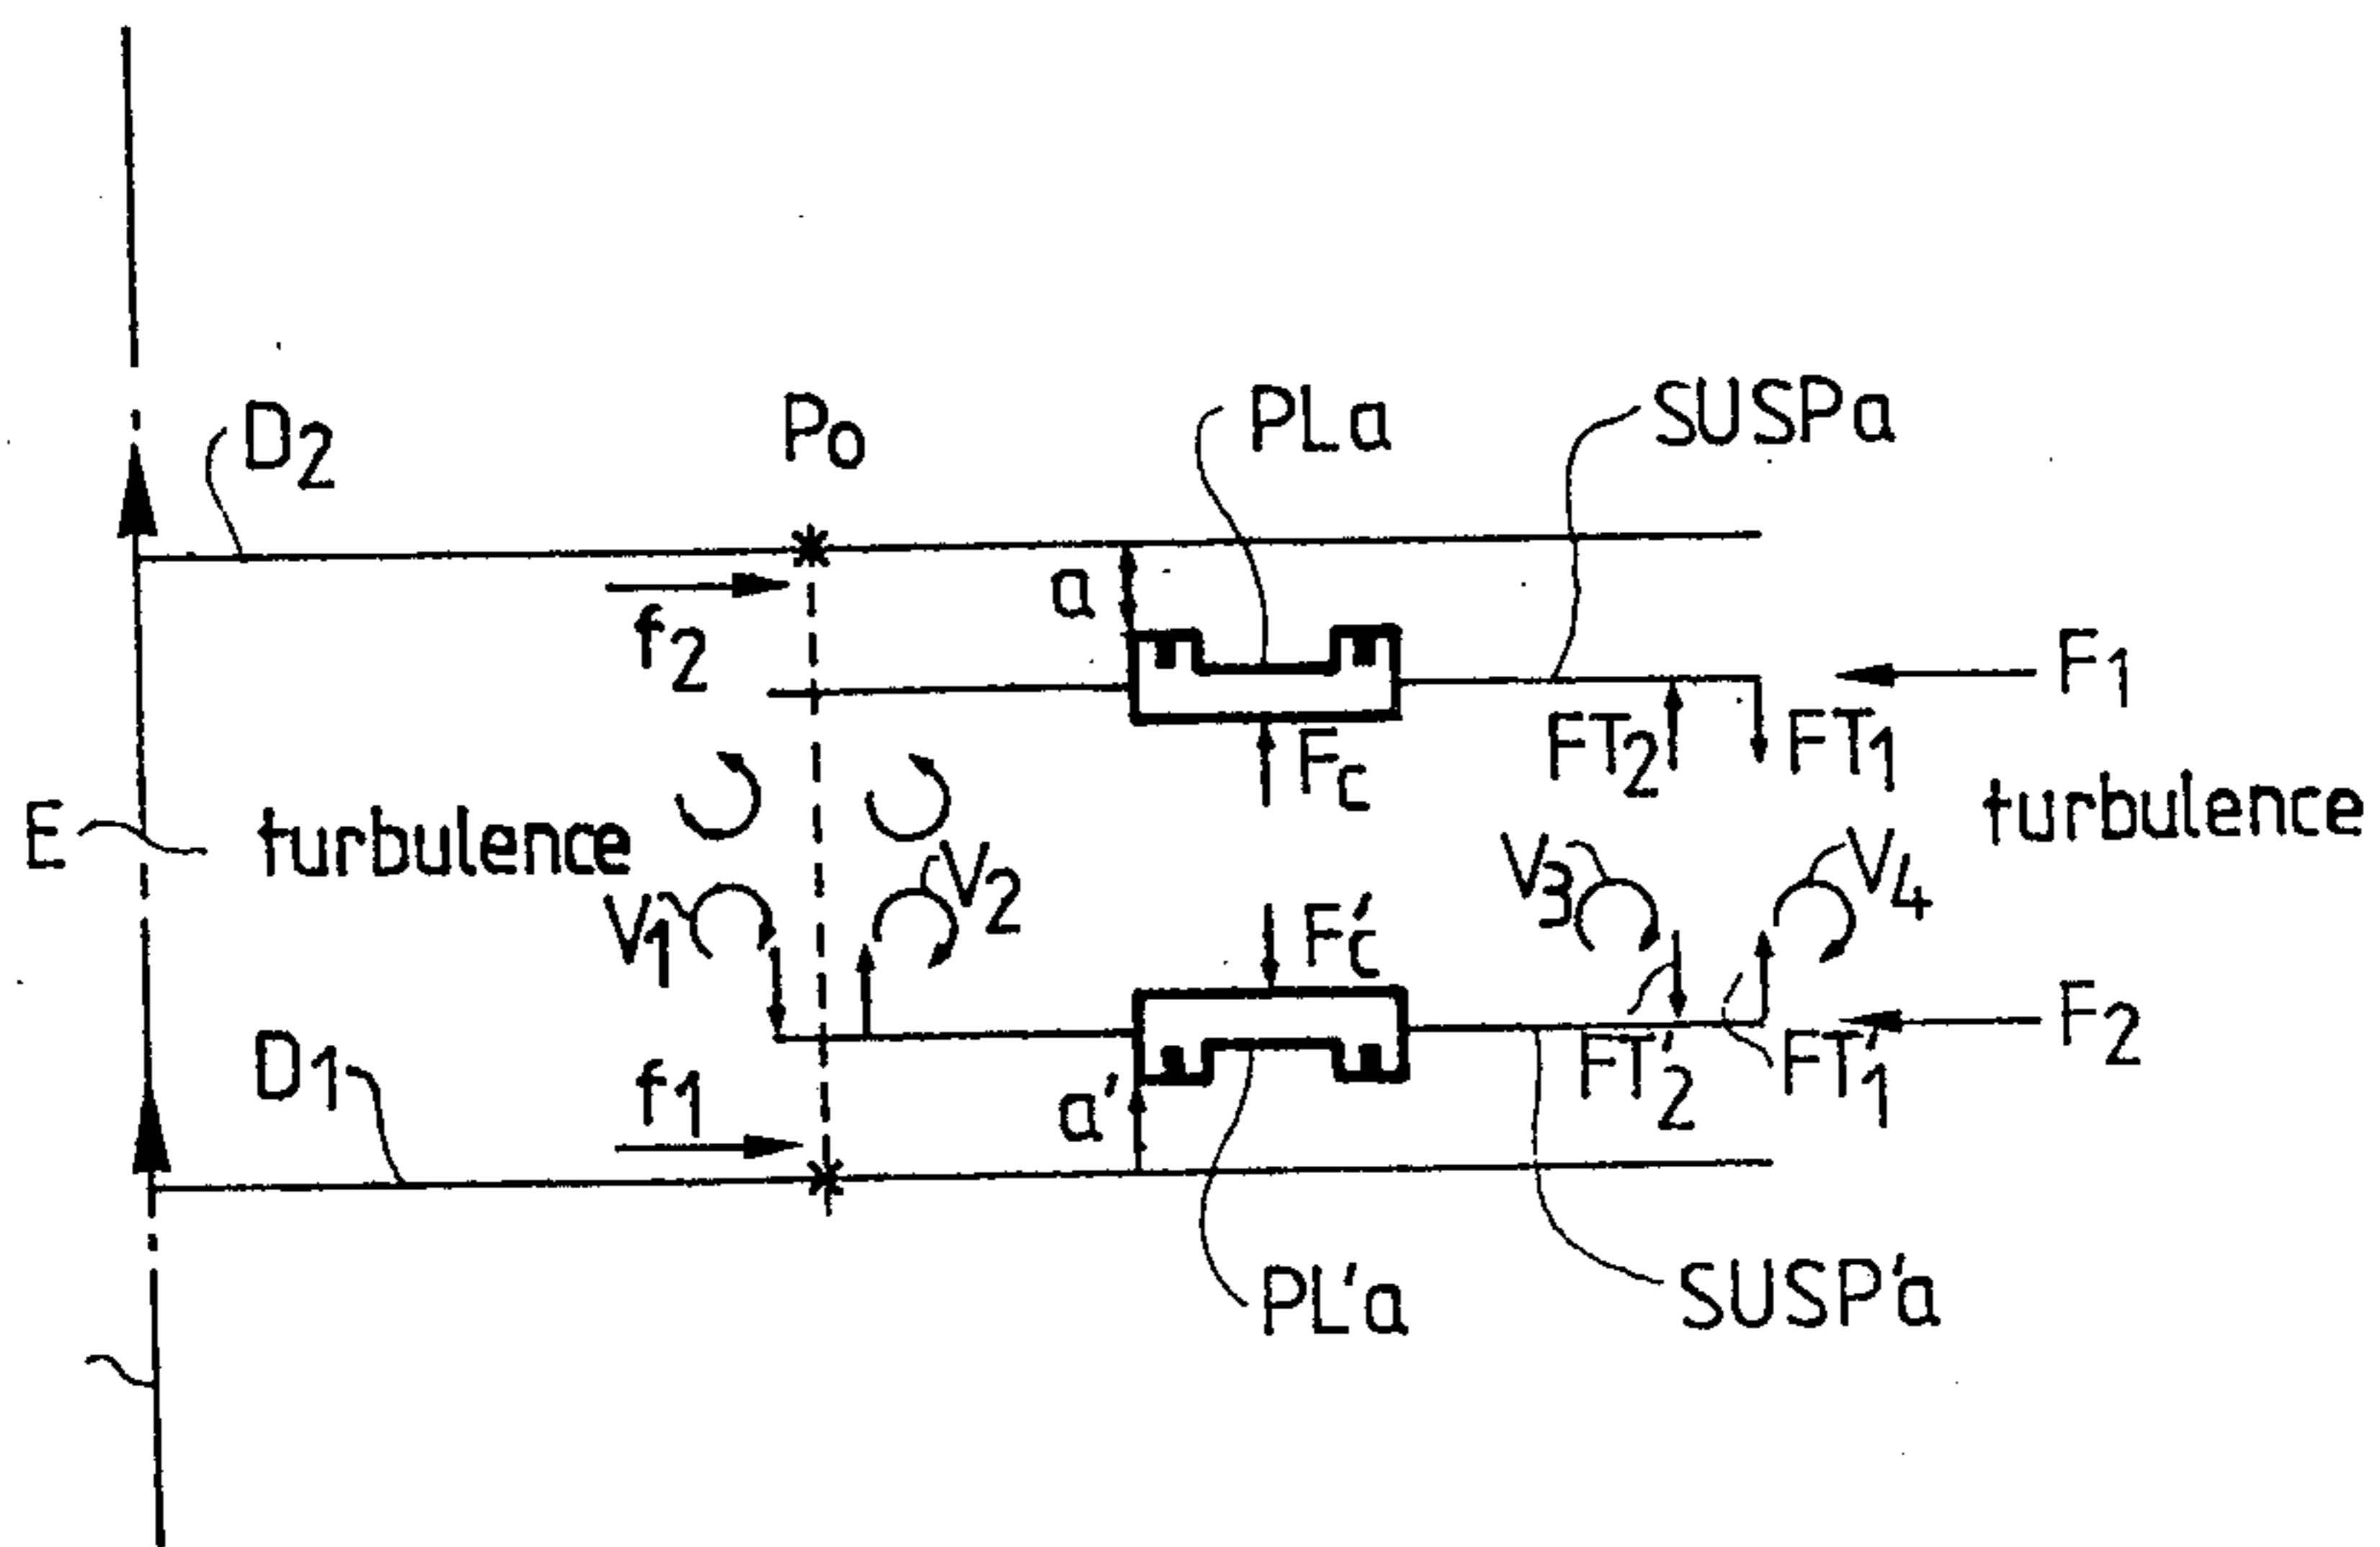 D2
Po
PLa
SUSPa
a
f2
F1
FT2
FT1
Fc
E
turbulence
turbulence
V1
V2
V3
V4
F'c
F2
D1
f1
a'
FT'2
FT'1
PL'a
SUSP'a